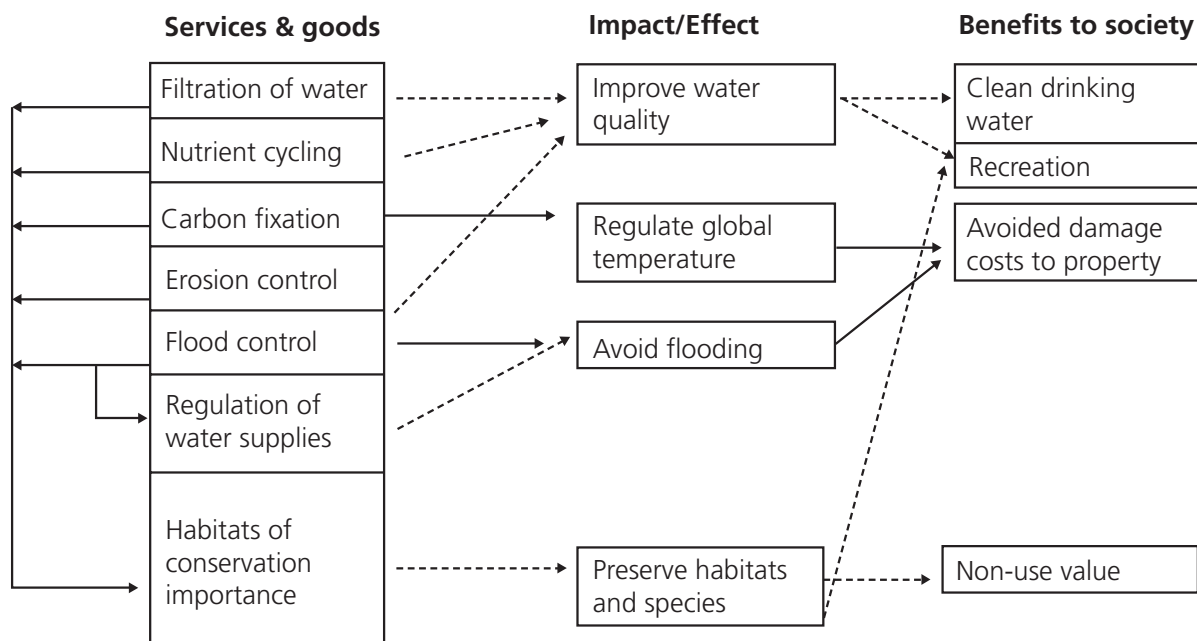 Services & goods
Impact/Effect
Benefits to society
Filtration of water
Nutrient cycling
Carbon fixation
Erosion control
Flood control
Regulation of
water supplies
Habitats of
conservation
importance
Improve water
quality
Regulate global
temperature
Avoid flooding
Preserve habitats
and species
Clean drinking
water
Recreation
Avoided damage
costs to property
Non-use value